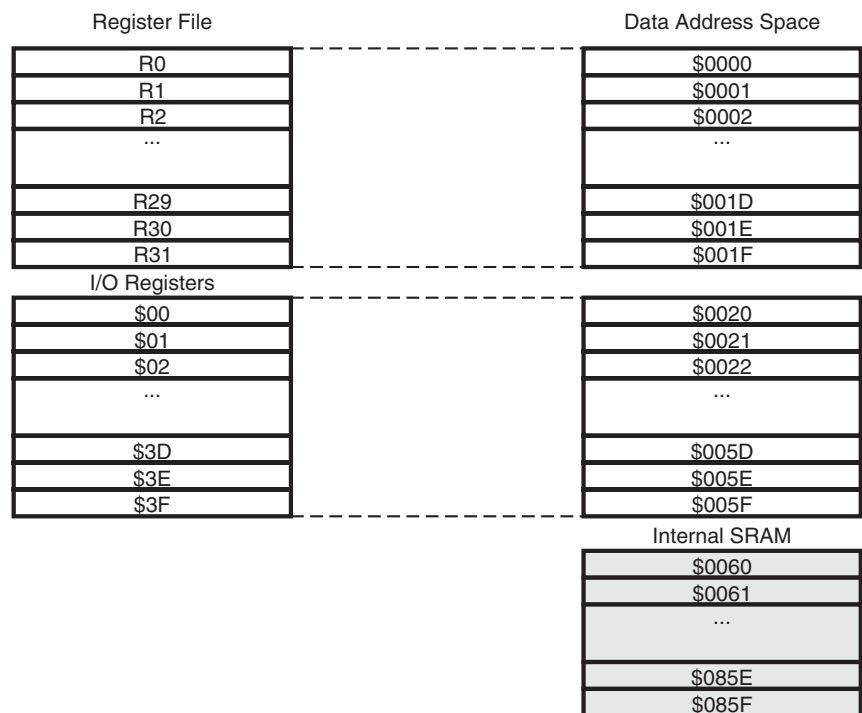 Register File
Data Address Space
R0
$0000
R1
$0001
R2
$0002
...
...
R29
$001D
R30
$001E
R31
$001F
I/O Registers
$00
$0020
$01
$0021
$02
$0022
...
...
$3D
$005D
$3E
$005E
$3F
$005F
Internal SRAM
$0060
$0061
...
$085E
$085F